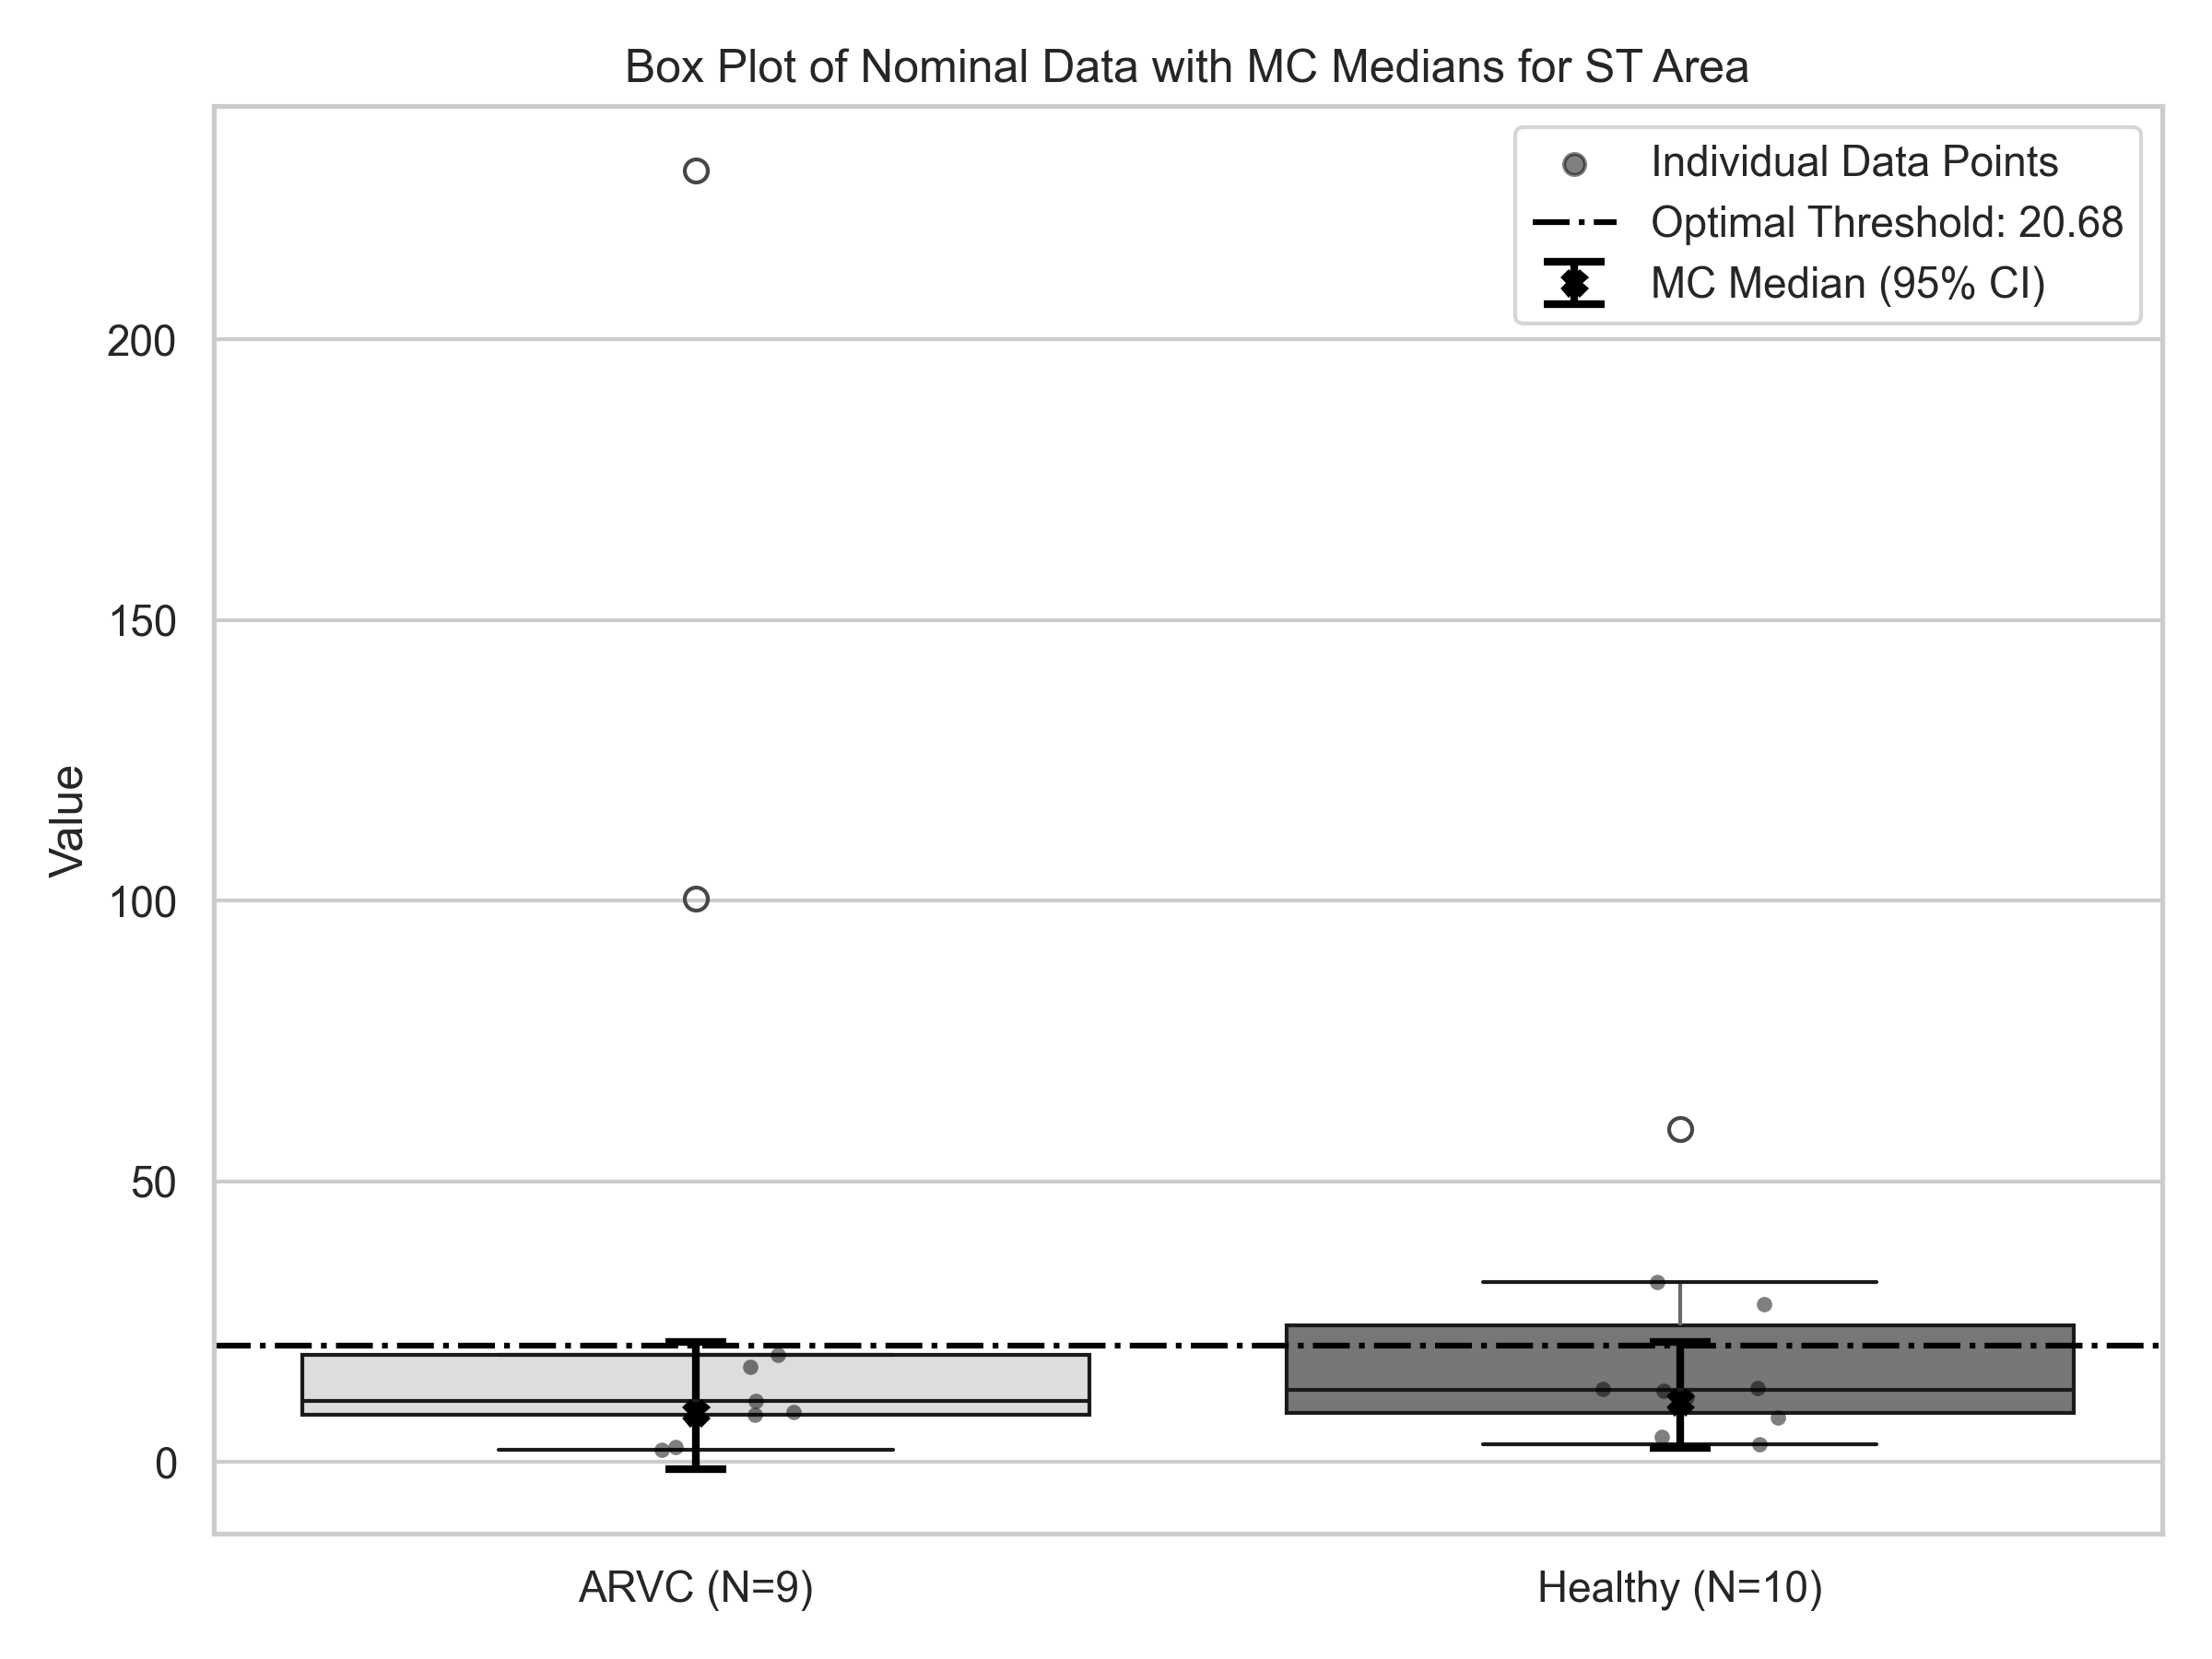 Box Plot of Nominal Data with MC Medians for ST Area
Individual Data Points
Optimal Threshold: 20.68
MC Median (95% CI)
Value
200
150
100
50
0
ARVC (N=9)
Healthy (N=10)